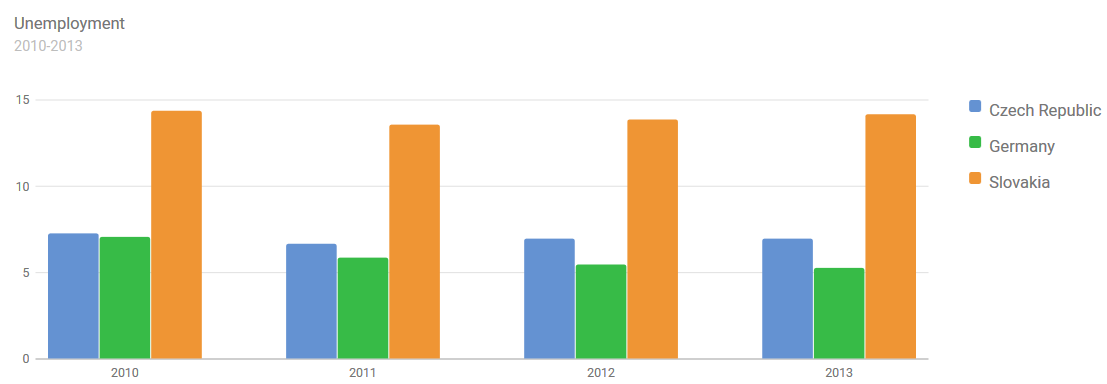 Unemployment
2010-2013
15
10
5
0
2010 2011 2012 2013
Czech Republic
Germany
Slovakia